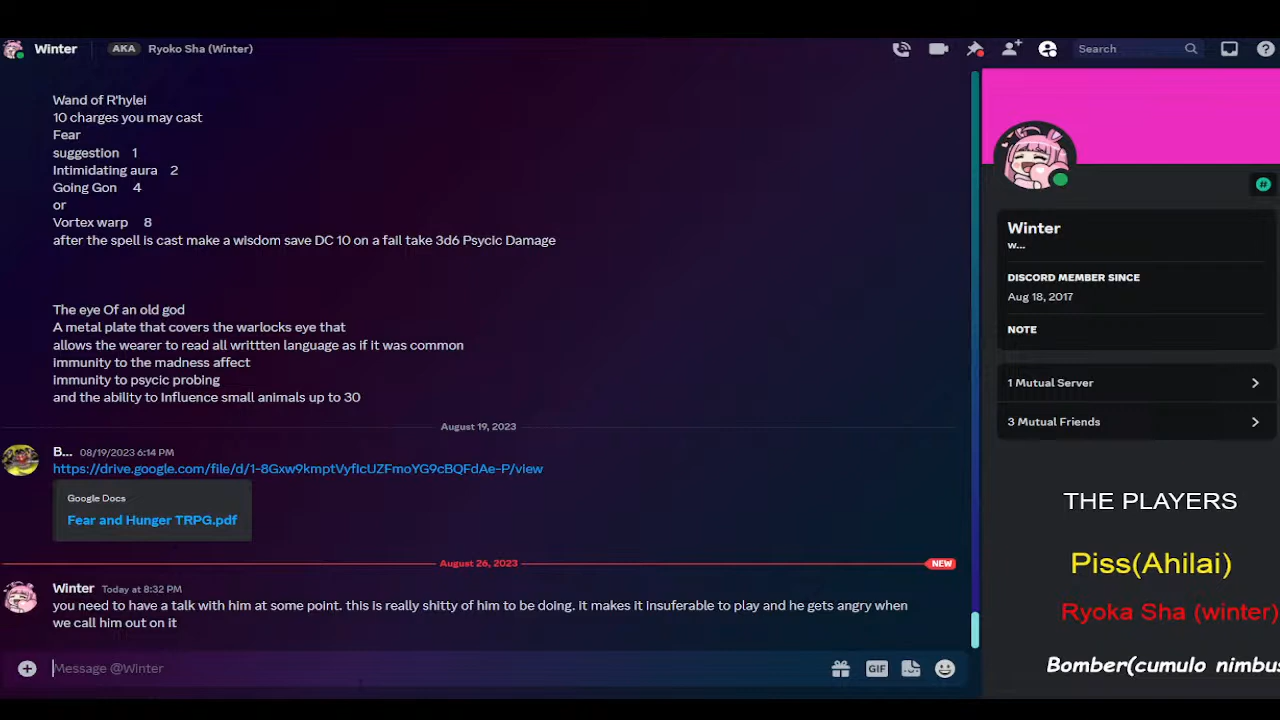 Winter AKA Ryoko Sha (Winter) Search
Wand of R'hylei
10 charges you may cast
Fear
suggestion 1
Intimidating aura 2
Going Gon 4
or
Vortex warp 8
after the spell is cast make a wisdom save DC 10 on a fail take 3d6 Psycic Damage
The eye Of an old god
A metal plate that covers the warlocks eye that
allows the wearer to read all writtten language as if it was common
immunity to the madness affect
immunity to psycic probing
and the ability to Influence small animals up to 30
August 19, 2023
B... 08/19/2023 6:14 PM
https://drive.google.com/file/d/1-8Gxw9kmptVyfIcUZFmoYG9cBQFdAe-P/view
Google Docs
Fear and Hunger TRPG.pdf
August 26, 2023 NEW
Winter Today at 8:32 PM
you need to have a talk with him at some point. this is really shitty of him to be doing. it makes it insuferable to play and he gets angry when
we call him out on it
Message @Winter
GIF
Winter
w...
DISCORD MEMBER SINCE
Aug 18, 2017
NOTE
1 Mutual Server
3 Mutual Friends
THE PLAYERS
Piss(Ahilai)
Ryoka Sha (winter)
Bomber(cumulo nimbus